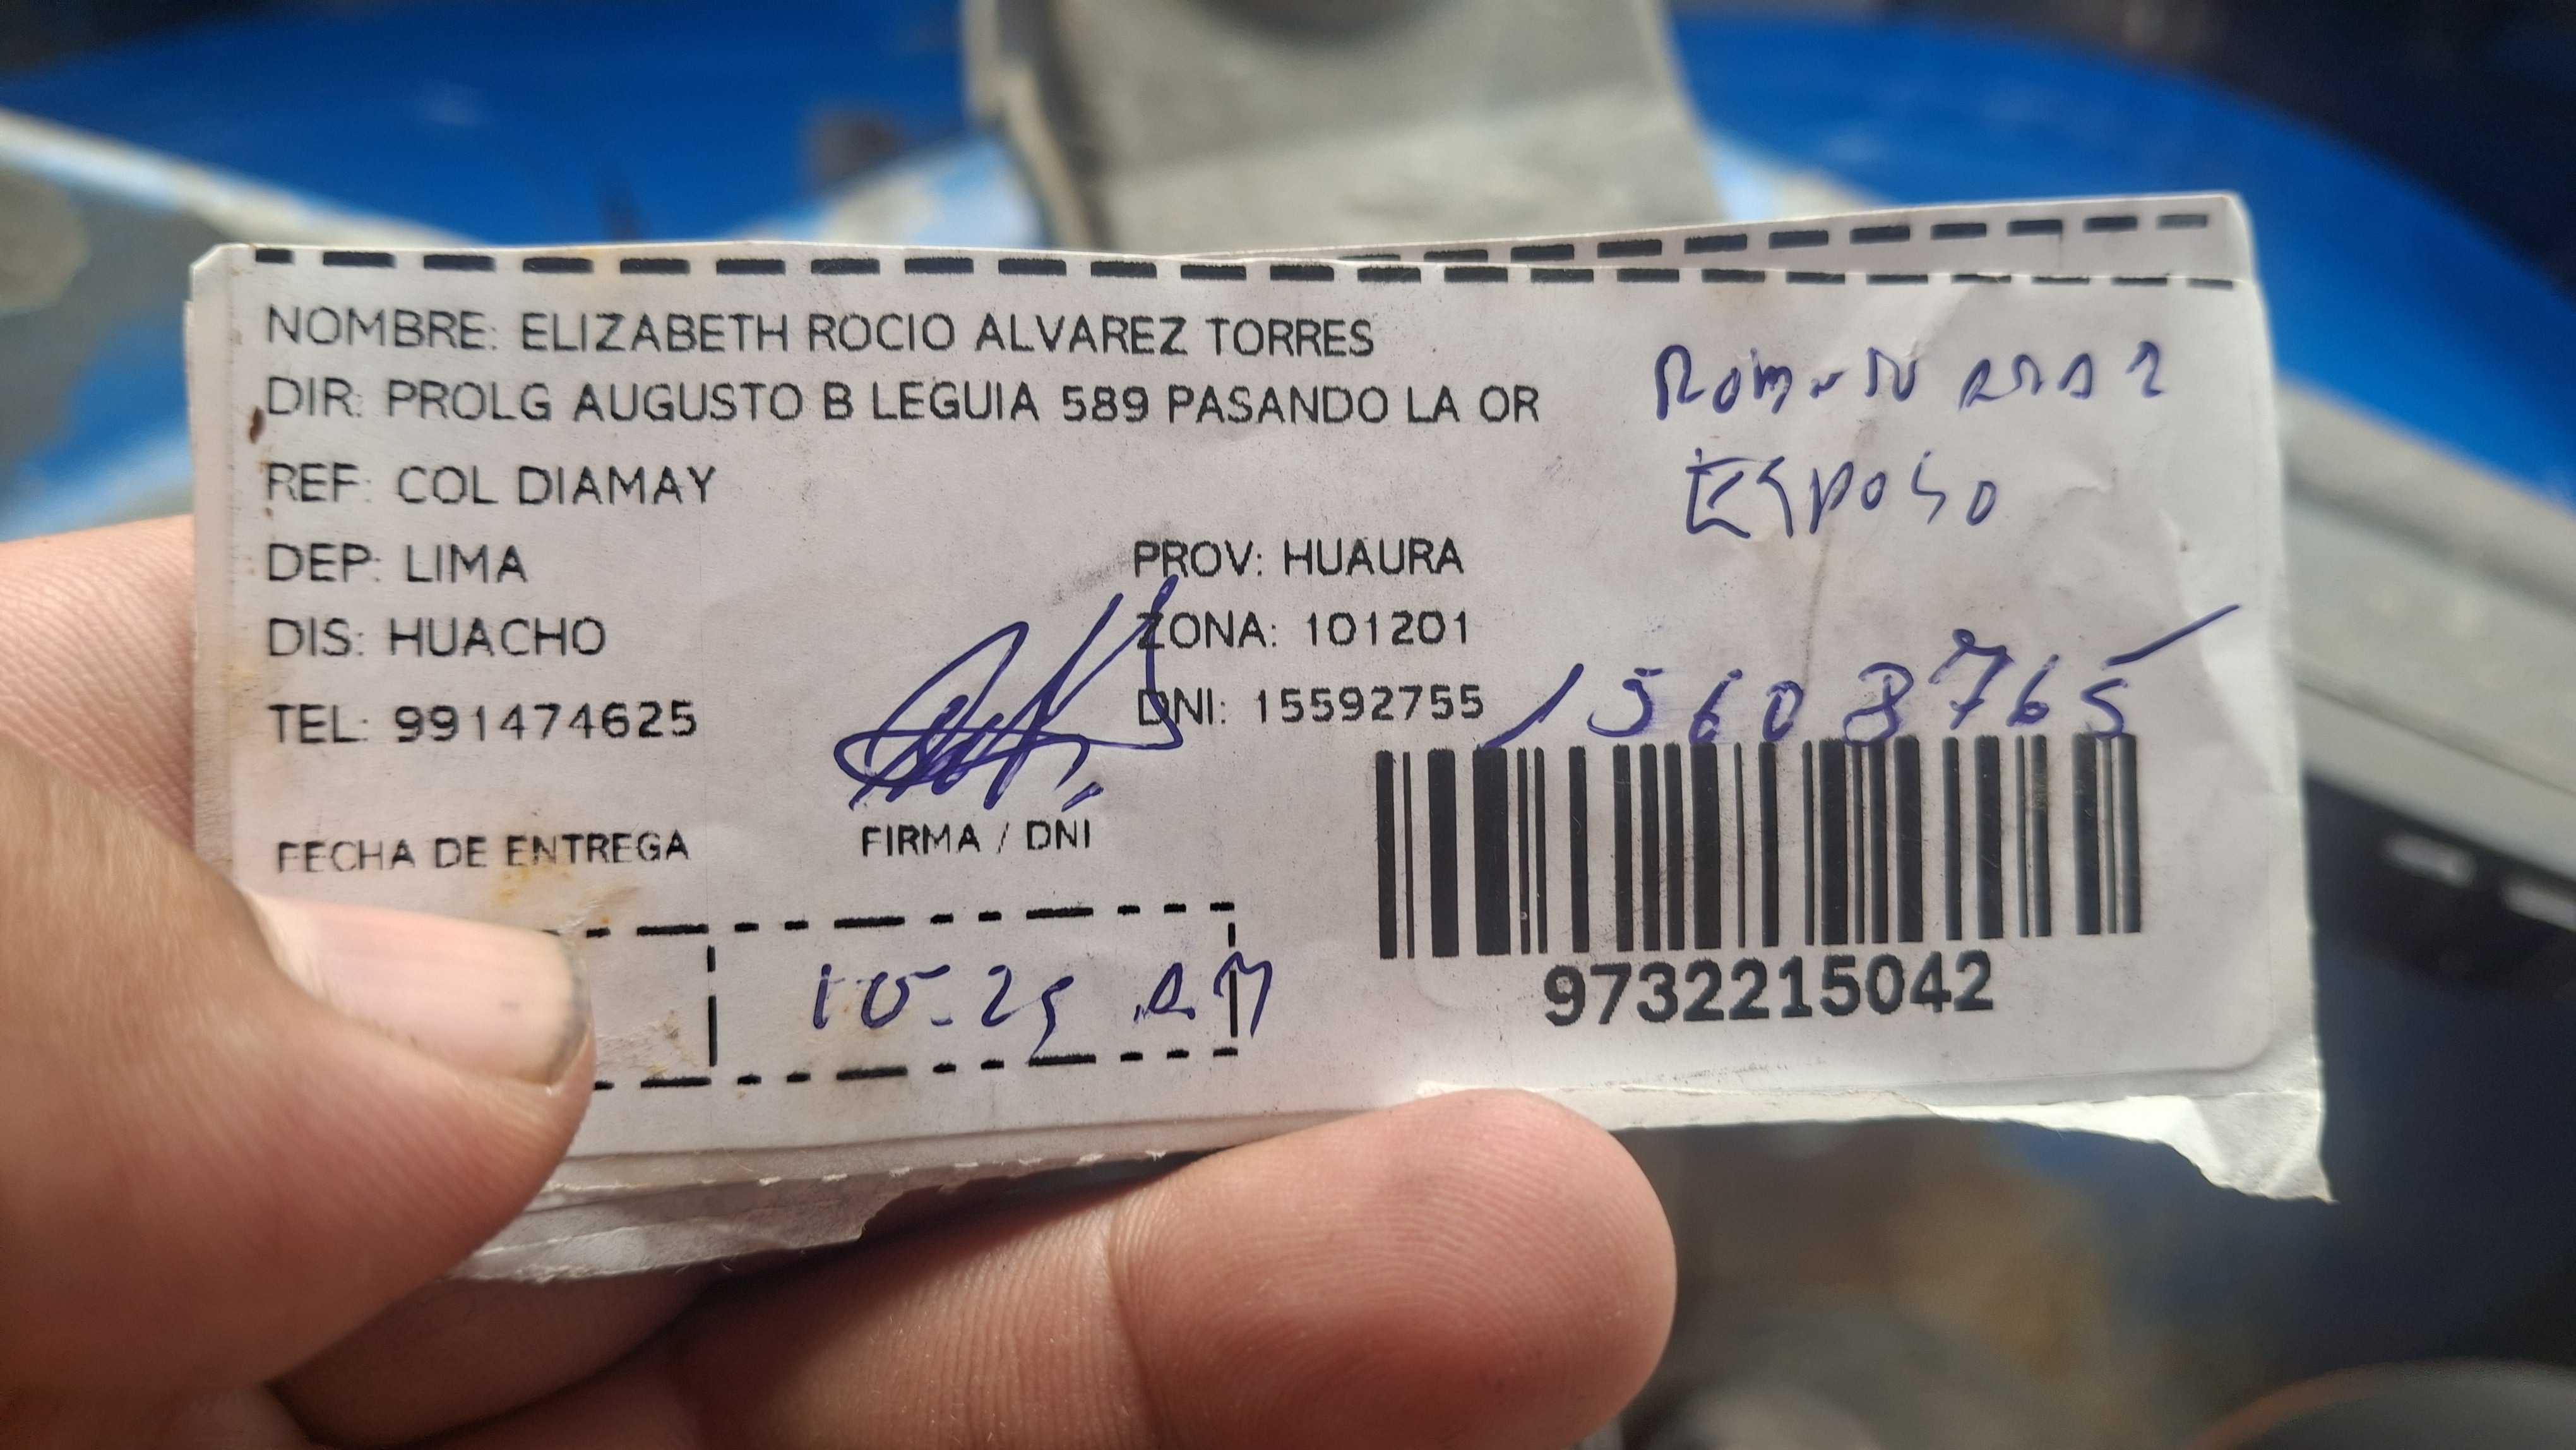 NOMBRE: ELIZABETH ROCIO ALVAREZ TORRES
DIR: PROLG AUGUSTO B LEGUIA 589 PASANDO LA OR
REF: COL DIAMAY
DEP: LIMA
PROV: HUAURA
DIS: HUACHO
ZONA: 101201
TEL: 991474625
DNI: 15592755
Esposo
15608765
FECHA DE ENTREGA
FIRMA / DNI
10-25 AM
9732215042